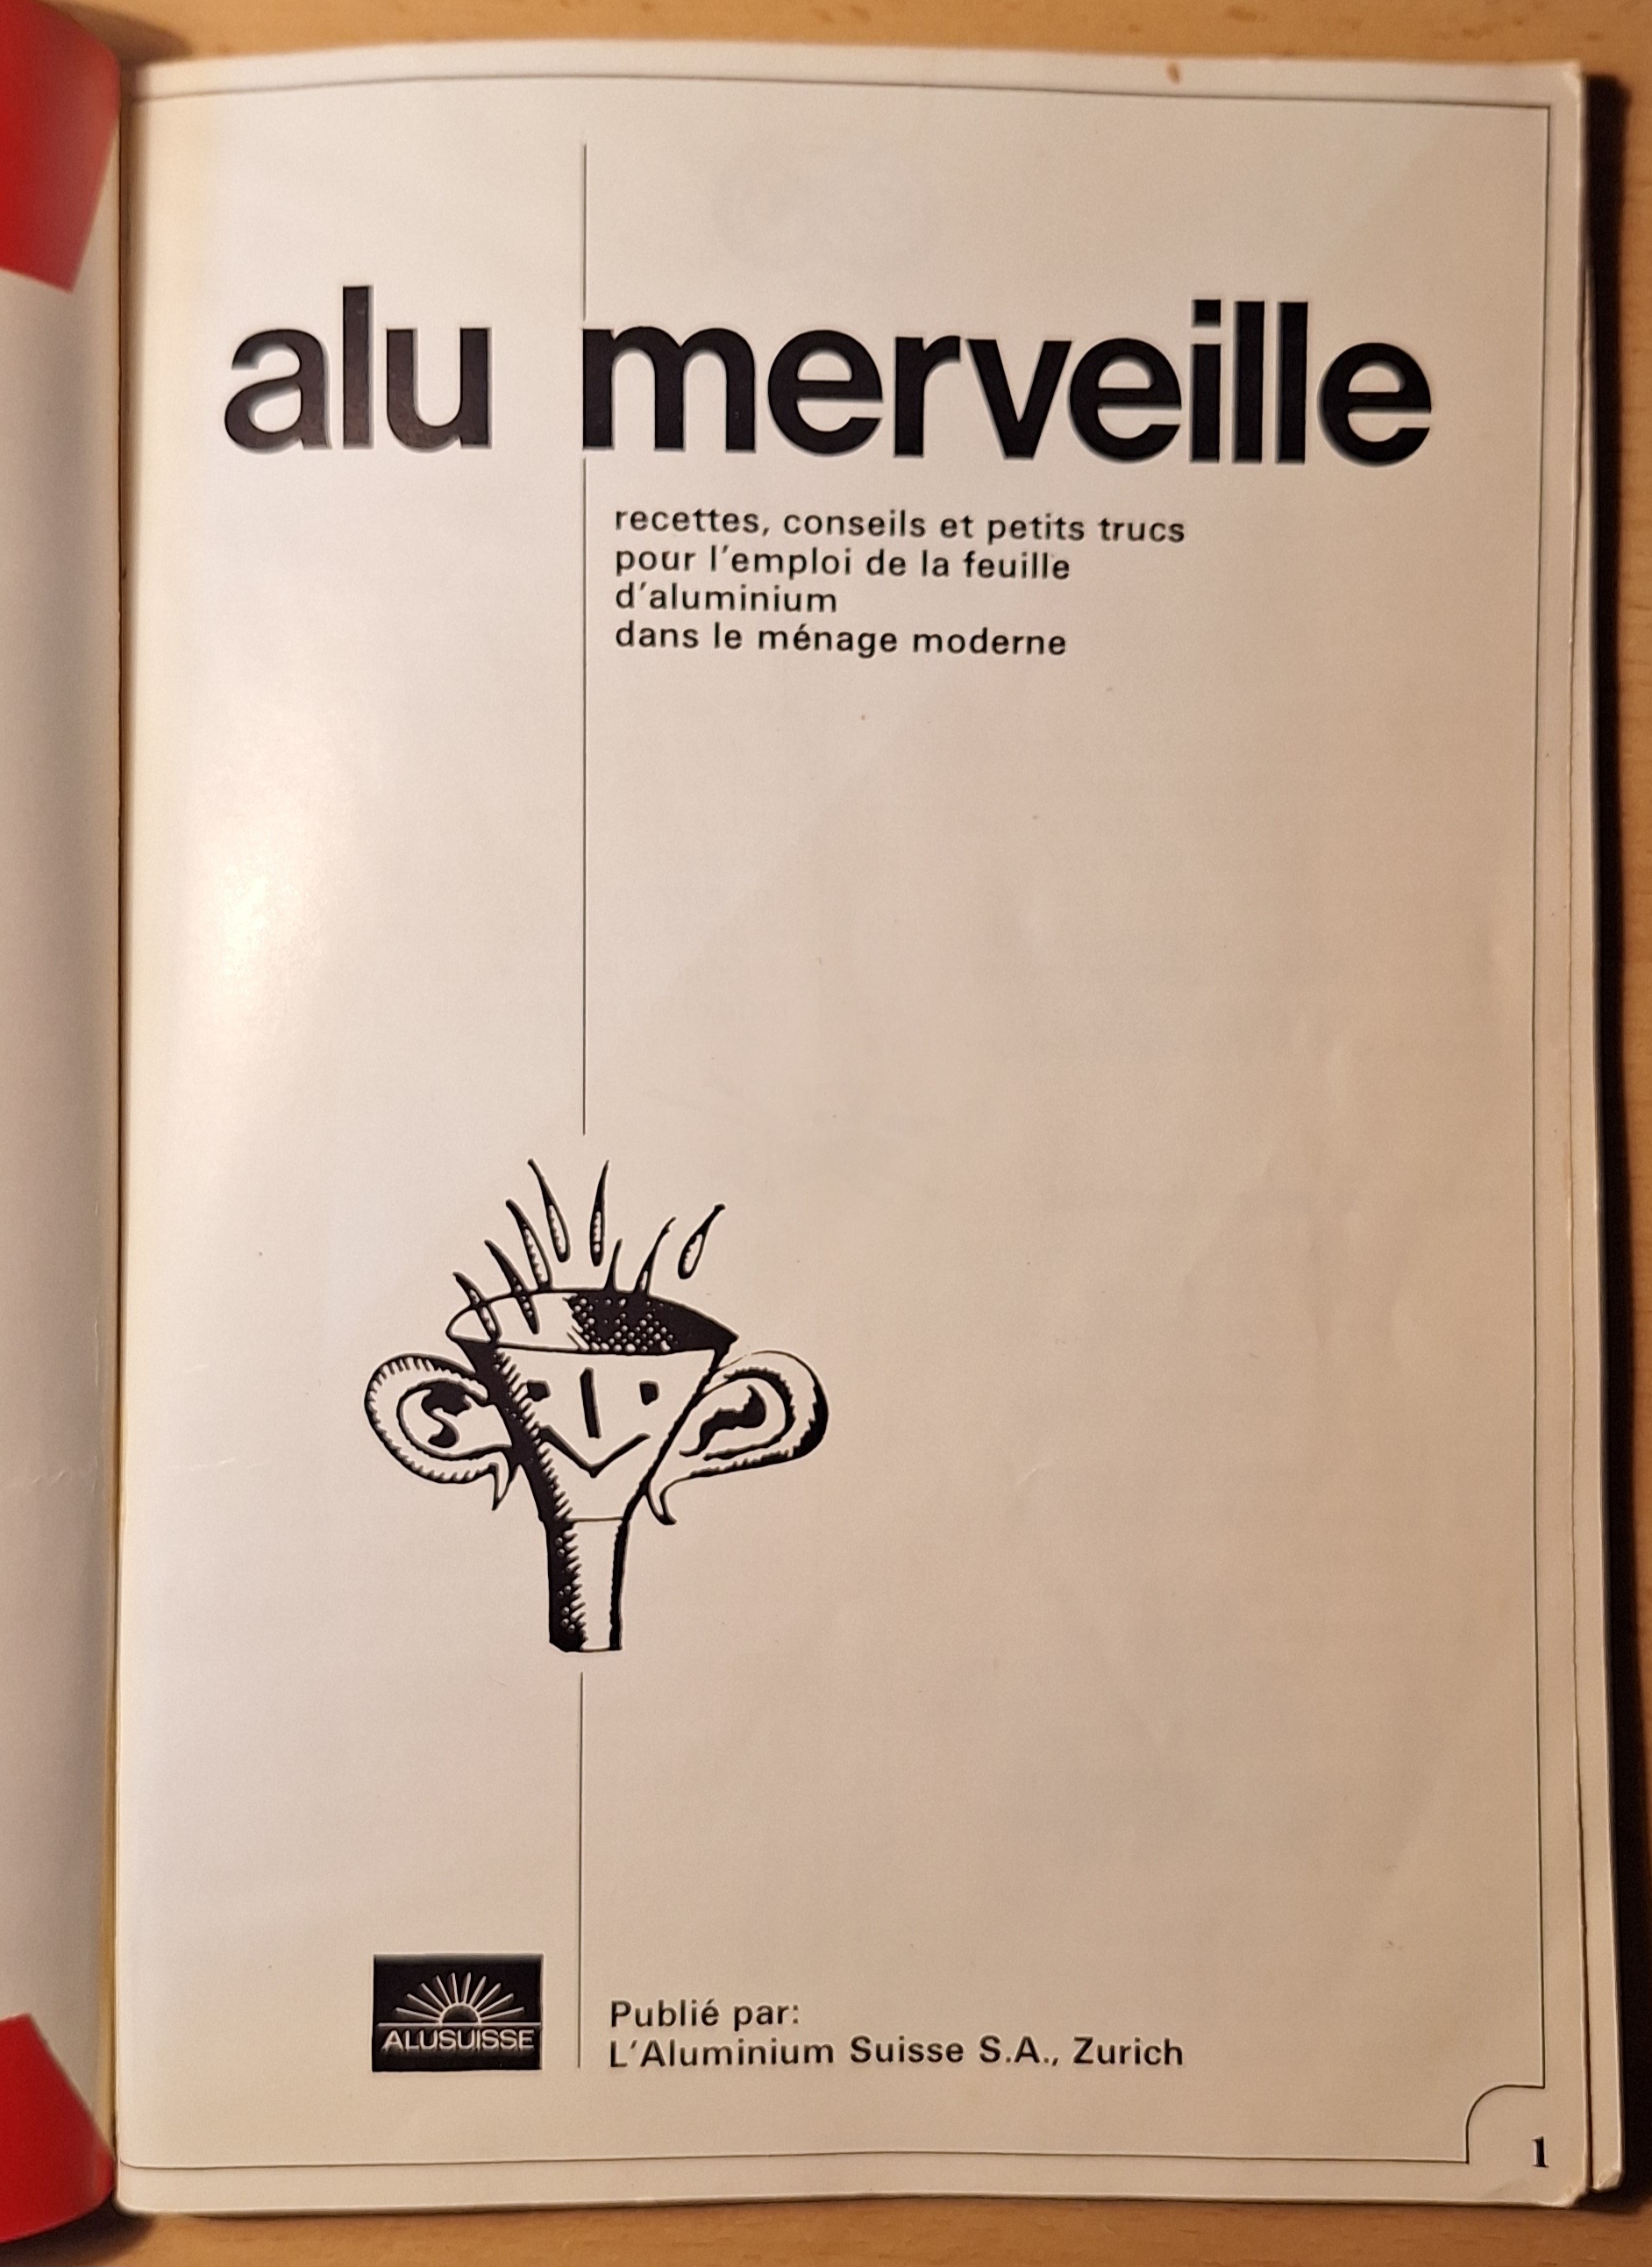 alu merveille
recettes, conseils et petits trucs
pour l'emploi de la feuille
d'aluminium
dans le ménage moderne
ALUSUISSE
Publié par:
L'Aluminium Suisse S.A., Zurich
1